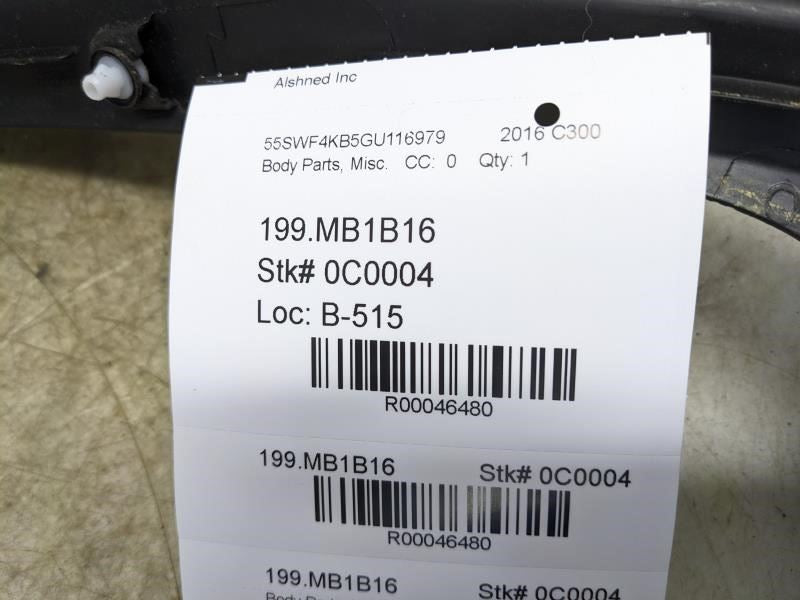 Alshned Inc
55SWF4KB5GU116979 2016 C300
Body Parts, Misc. CC: 0 Qty: 1
199.MB1B16
Stk# 0C0004
Loc: B-515
R00046480
199.MB1B16 Stk# 0C0004
R00046480
199.MB1B16 Stk# 0C0004
Body